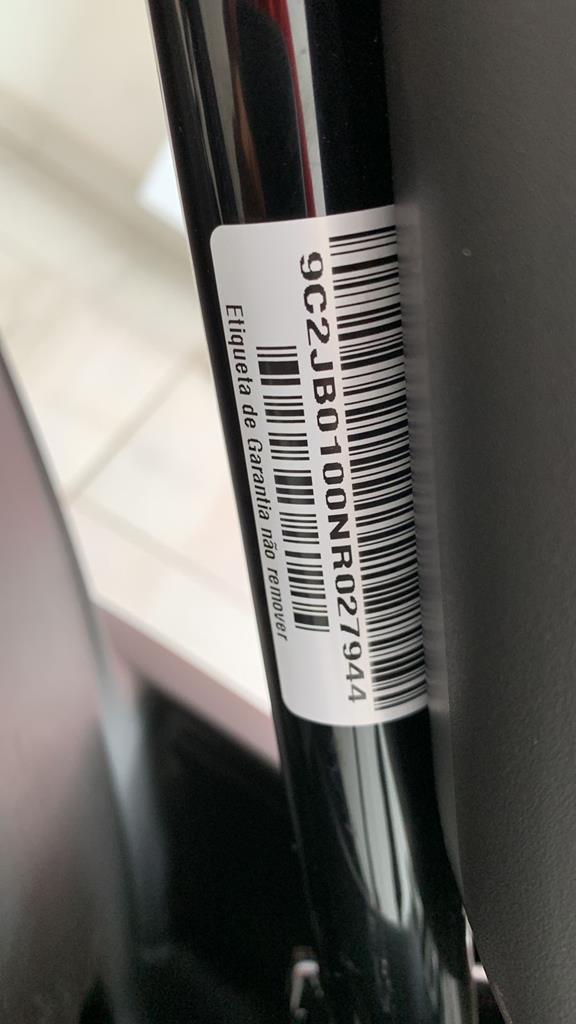 9C2JB0100NR027944
Etiqueta de Garantia não remover